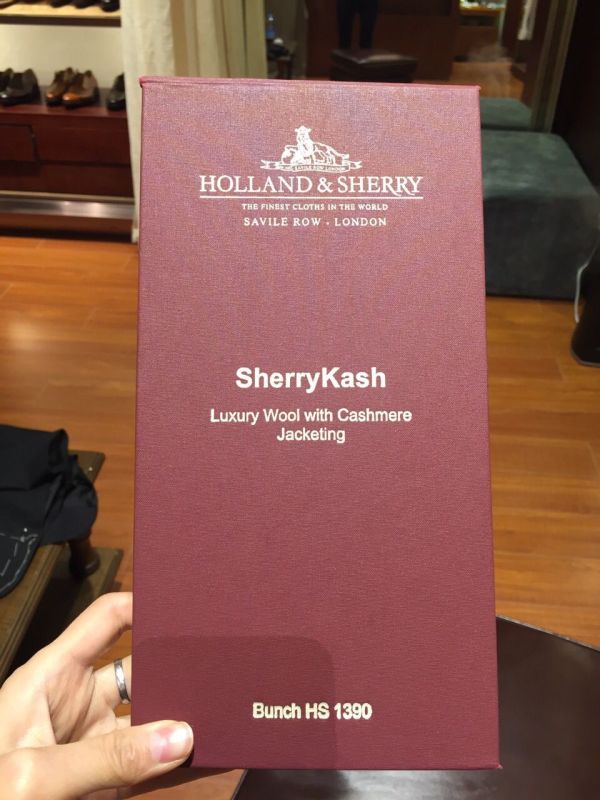 HOLLAND & SHERRY
THE FINEST CLOTHS IN THE WORLD
SAVILE ROW - LONDON
SherryKash
Luxury Wool with Cashmere
Jacketing
Bunch HS 1390